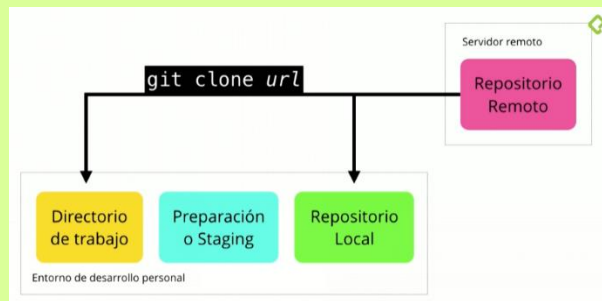 Servidor remoto
git clone url
Repositorio
Remoto
Directorio
de trabajo
Preparación
o Staging
Repositorio
Local
Entorno de desarrollo personal